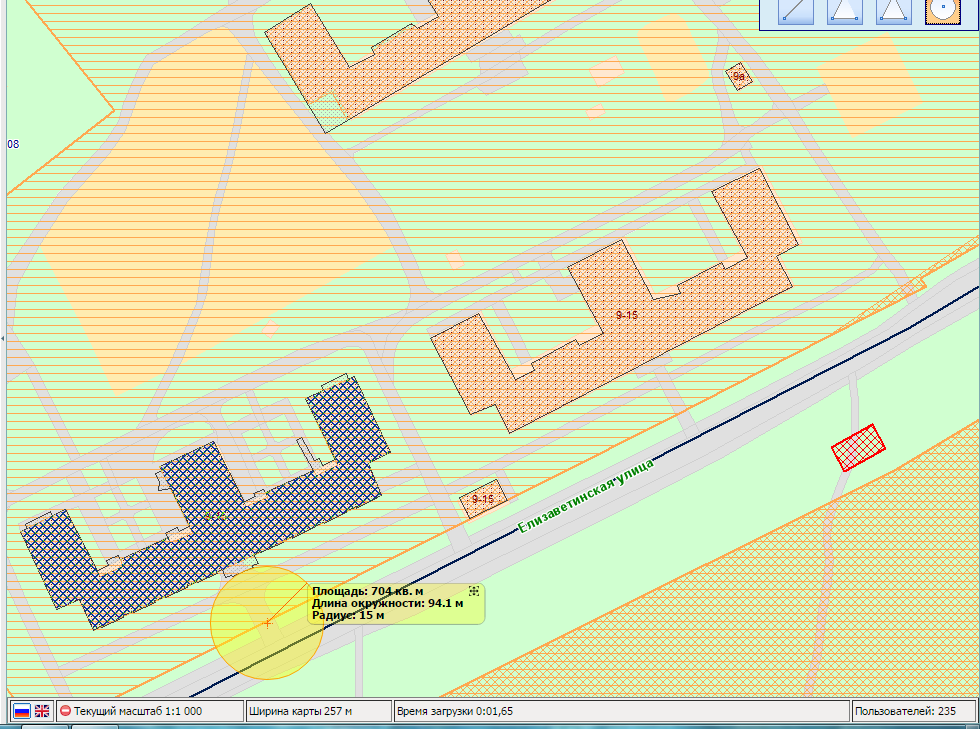 9а
08
9-15
9-15
Елизаветинская улица
Площадь: 704 кв. м
Длина окружности: 94.1 м
Радиус: 15 м
Текущий масштаб 1:1 000
Ширина карты 257 м
Время загрузки 0:01,65
Пользователей: 235